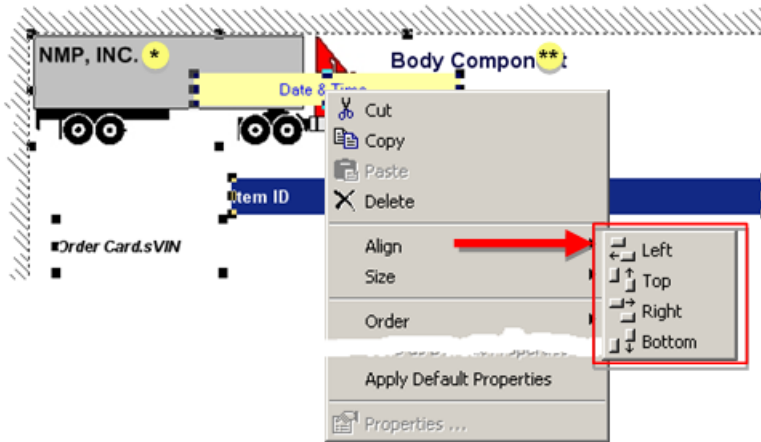 NMP, INC. *
Body Compon**t
Date & Time
Cut
Copy
Paste
Item ID
Delete
Order Card.sVIN
Align
Left
Size
Top
Order
Right
Bottom
Apply Default Properties
Properties ...